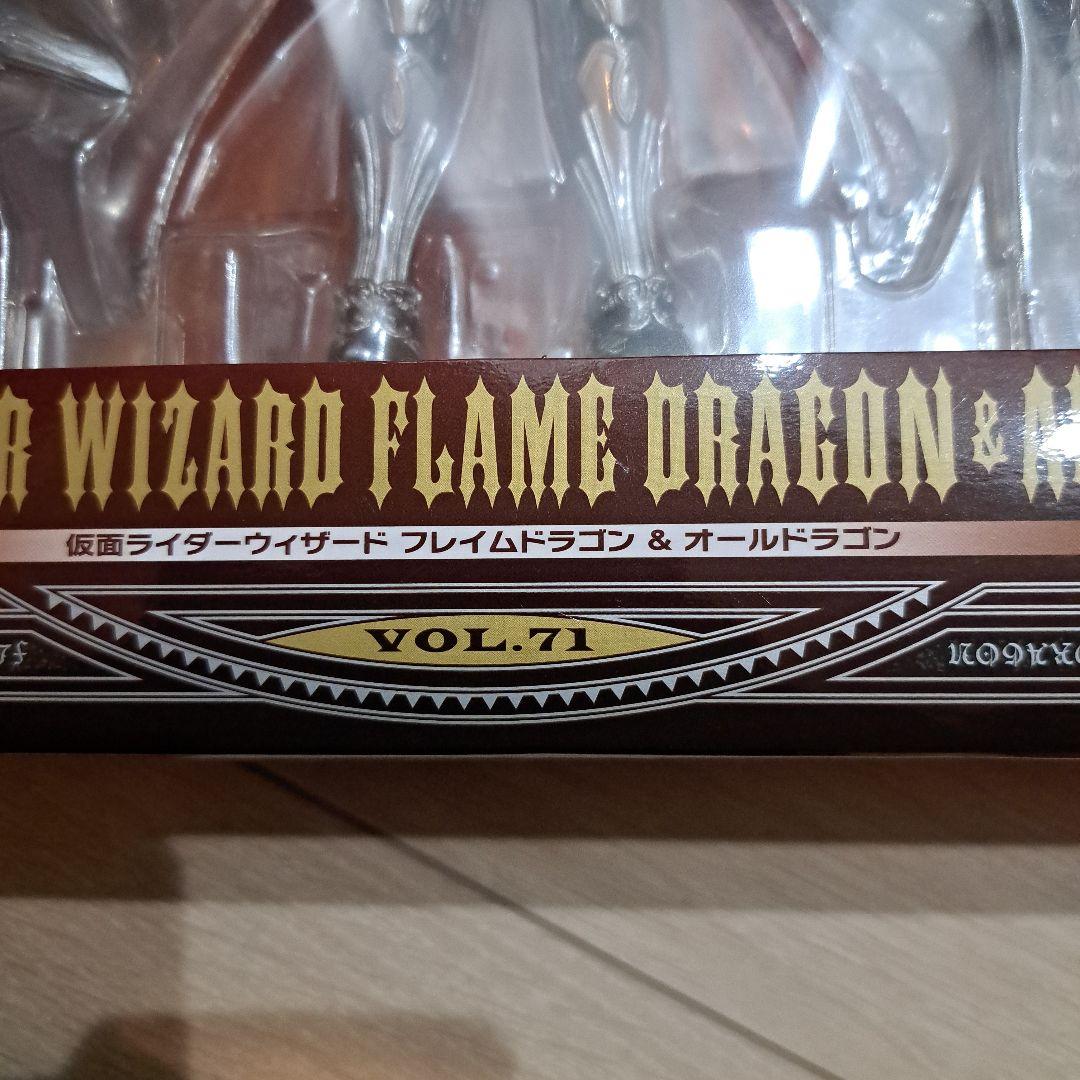 R WIZARD FLAME DRAGON &
仮面ライダーウィザード フレイムドラゴン & オールドラゴン
VOL.71
DRAGON